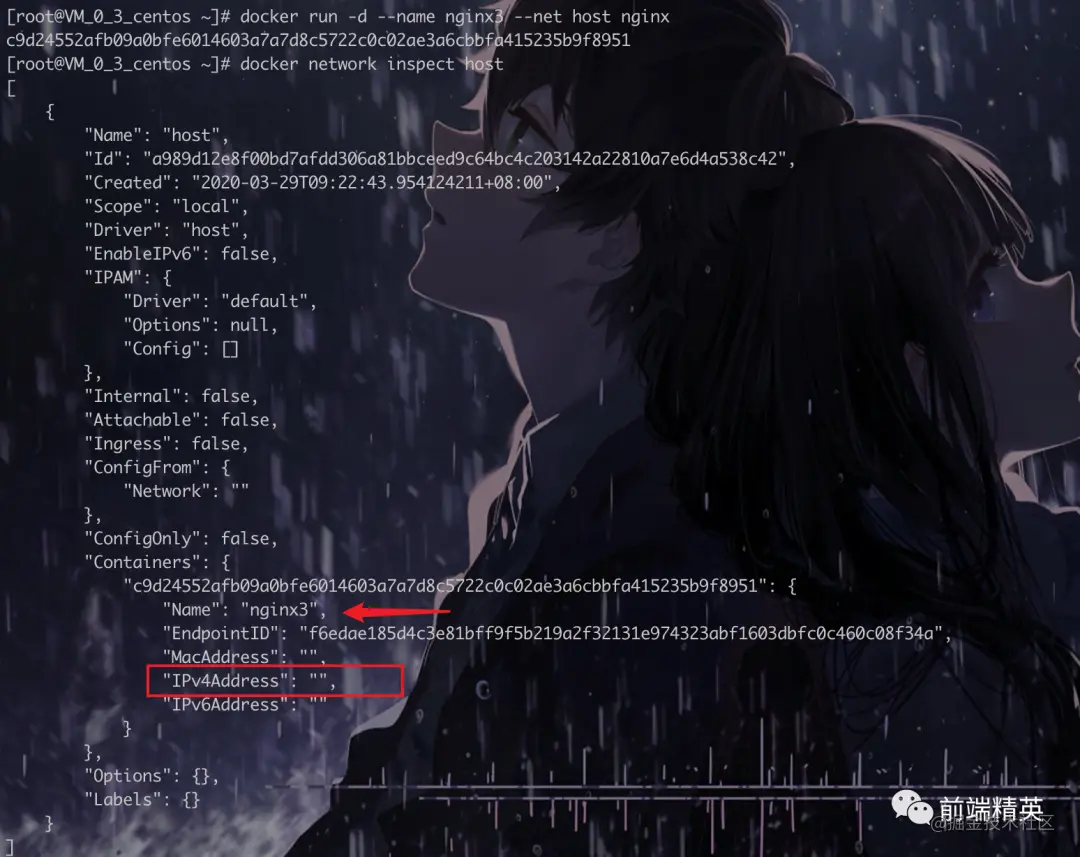 [root@VM_0_3_centos ~]# docker run -d --name nginx3 --net host nginx
c9d24552afb09a0bfe6014603a7a7d8c5722c0c02ae3a6cbbfa415235b9f8951
[root@VM_0_3_centos ~]# docker network inspect host
[
    {
        "Name": "host",
        "Id": "a989d12e8f00bd7afdd306a81bbceed9c64bc4c203142a22810a7e6d4a538c42",
        "Created": "2020-03-29T09:22:43.954124211+08:00",
        "Scope": "local",
        "Driver": "host",
        "EnableIPv6": false,
        "IPAM": {
            "Driver": "default",
            "Options": null,
            "Config": []
        },
        "Internal": false,
        "Attachable": false,
        "Ingress": false,
        "ConfigFrom": {
            "Network": ""
        },
        "ConfigOnly": false,
        "Containers": {
            "c9d24552afb09a0bfe6014603a7a7d8c5722c0c02ae3a6cbbfa415235b9f8951": {
                "Name": "nginx3",
                "EndpointID": "f6edae185d4c3e81bff9f5b219a2f32131e974323abf1603dbfc0c460c08f34a",
                "MacAddress": "",
                "IPv4Address": "",
                "IPv6Address": ""
            }
        },
        "Options": {},
        "Labels": {}
    }
]
前端精英
@掘金技术社区